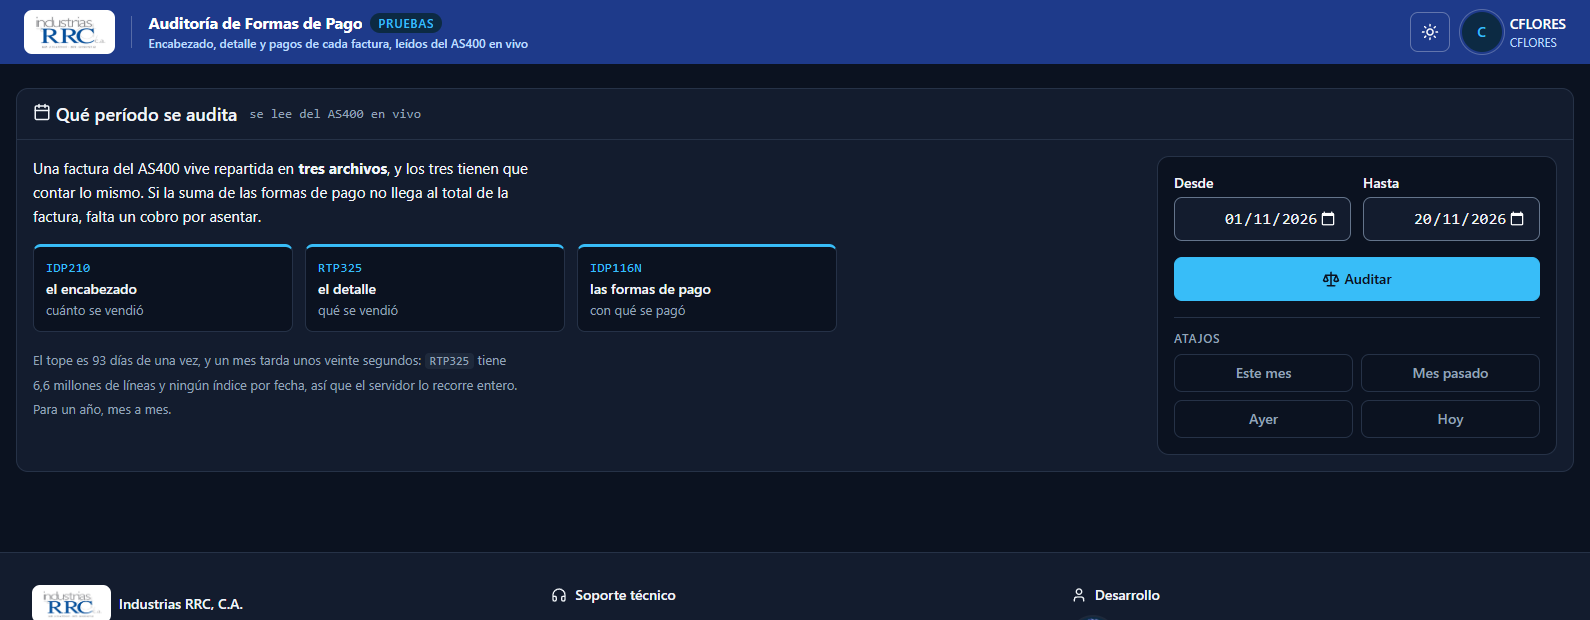 industrias
RRC
Auditoría de Formas de Pago PRUEBAS
Encabezado, detalle y pagos de cada factura, leídos del AS400 en vivo
C
CFLORES
CFLORES
Qué período se audita se lee del AS400 en vivo
Una factura del AS400 vive repartida en tres archivos, y los tres tienen que
contar lo mismo. Si la suma de las formas de pago no llega al total de la
factura, falta un cobro por asentar.
IDP210
el encabezado
cuánto se vendió
RTP325
el detalle
qué se vendió
IDP116N
las formas de pago
con qué se pagó
El tope es 93 días de una vez, y un mes tarda unos veinte segundos: RTP325 tiene
6,6 millones de líneas y ningún índice por fecha, así que el servidor lo recorre entero.
Para un año, mes a mes.
Desde
01/11/2026
Hasta
20/11/2026
Auditar
ATAJOS
Este mes
Mes pasado
Ayer
Hoy
industrias
RRC
Industrias RRC, C.A.
Soporte técnico
Desarrollo